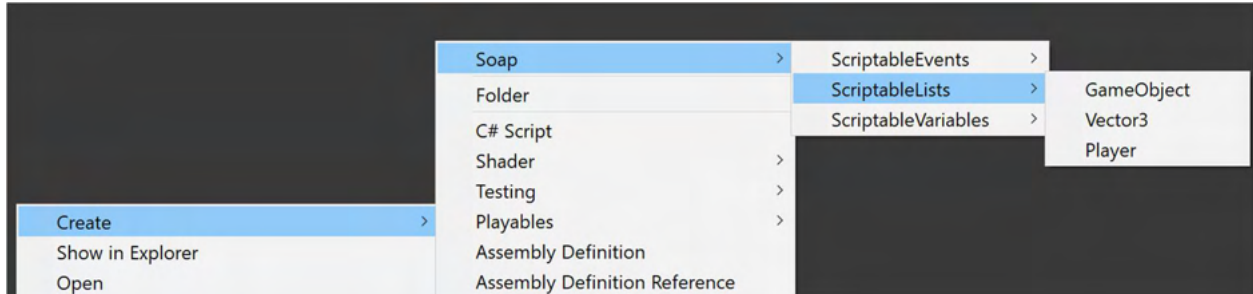 Create
Show in Explorer
Open
Soap
Folder
C# Script
Shader
Testing
Playables
Assembly Definition
Assembly Definition Reference
ScriptableEvents
ScriptableLists
ScriptableVariables
GameObject
Vector3
Player